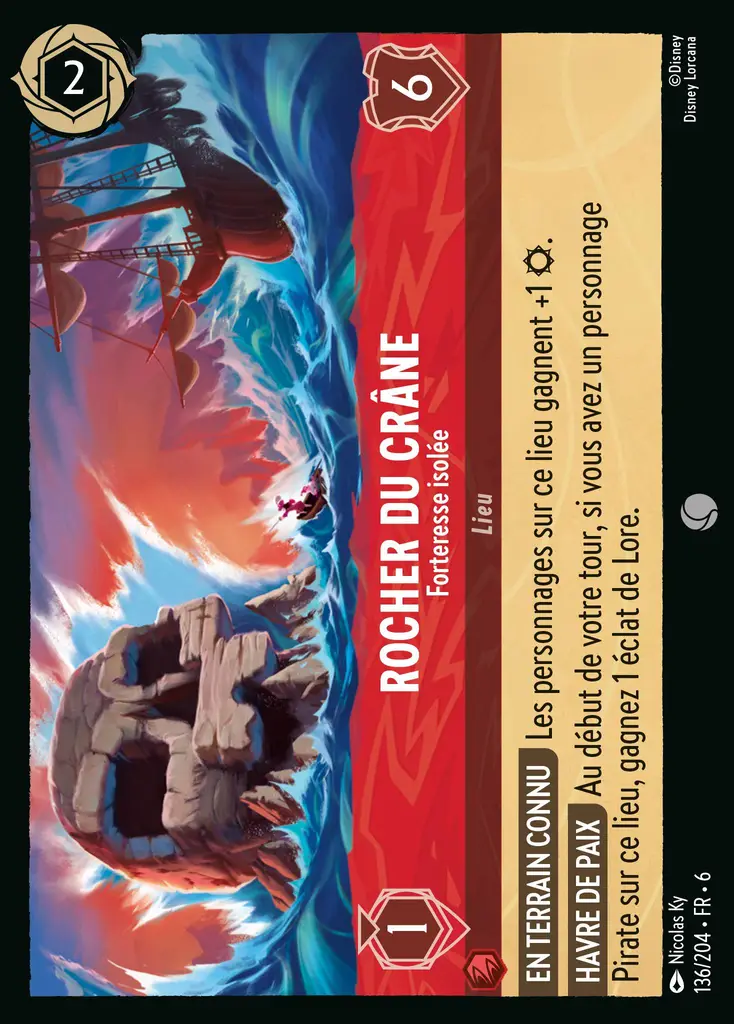 2
ROCHER DU CRÂNE
Forteresse isolée
1
6
Lieu
EN TERRAIN CONNU Les personnages sur ce lieu gagnent +1 .
HAVRE DE PAIX Au début de votre tour, si vous avez un personnage
Pirate sur ce lieu, gagnez 1 éclat de Lore.
Nicolas Ky
136/204 • FR • 6
©Disney
Disney Lorcana